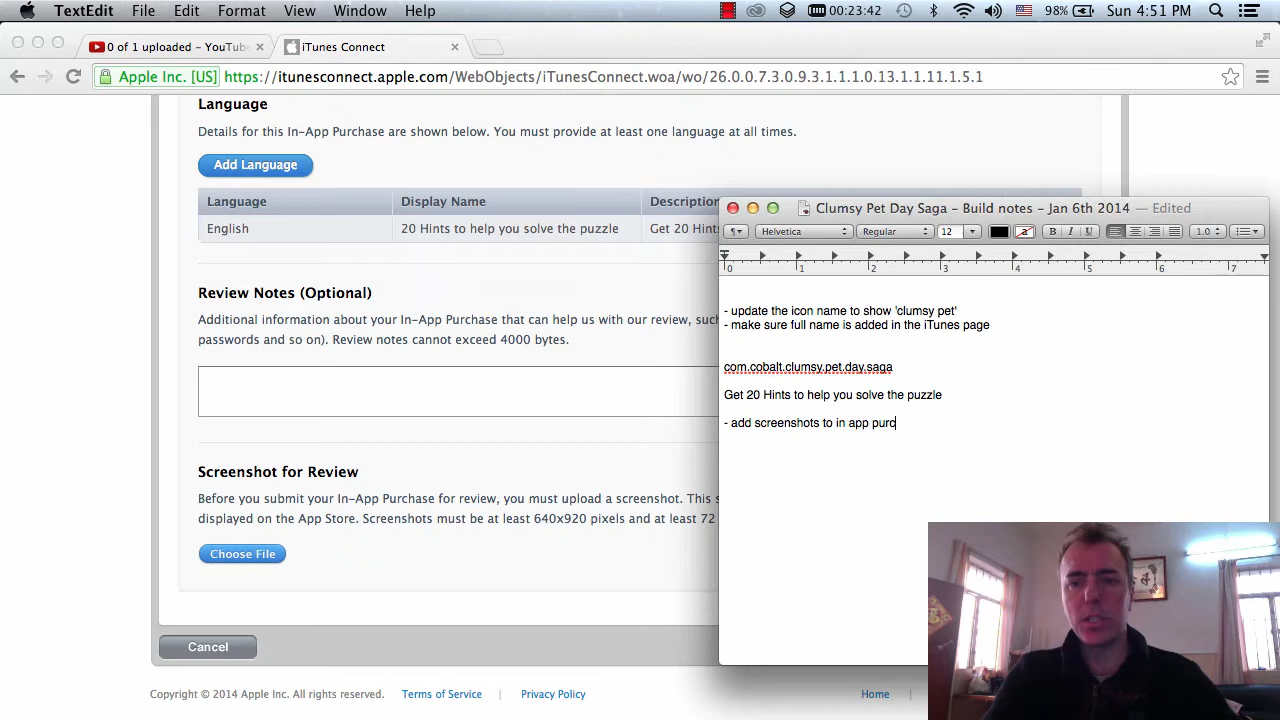 TextEdit File Edit Format View Window Help 00:23:42 98% Sun 4:51 PM
0 of 1 uploaded - YouTube iTunes Connect
Apple Inc. [US] https://itunesconnect.apple.com/WebObjects/iTunesConnect.woa/wo/26.0.0.7.3.0.9.3.1.1.1.0.13.1.1.11.1.5.1
Language
Details for this In-App Purchase are shown below. You must provide at least one language at all times.
Add Language
Language Display Name Description
English 20 Hints to help you solve the puzzle Get 20 Hints
Review Notes (Optional)
Additional information about your In-App Purchase that can help us with our review, such
passwords and so on). Review notes cannot exceed 4000 bytes.
Screenshot for Review
Before you submit your In-App Purchase for review, you must upload a screenshot. This s
displayed on the App Store. Screenshots must be at least 640x920 pixels and at least 72
Choose File
Cancel
Copyright © 2014 Apple Inc. All rights reserved. Terms of Service Privacy Policy Home
Clumsy Pet Day Saga - Build notes - Jan 6th 2014 — Edited
Helvetica Regular 12 a B I U 1.0
0 1 2 3 4 5 6 7
- update the icon name to show 'clumsy pet'
- make sure full name is added in the iTunes page
com.cobalt.clumsy.pet.day.saga
Get 20 Hints to help you solve the puzzle
- add screenshots to in app purc